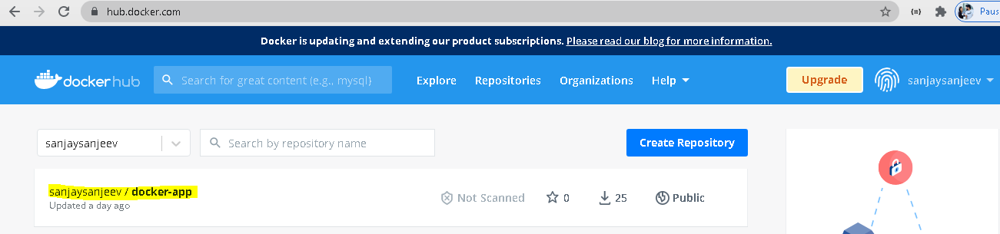 hub.docker.com
Paus
Docker is updating and extending our product subscriptions. Please read our blog for more information.
dockerhub Search for great content (e.g., mysql) Explore Repositories Organizations Help Upgrade sanjaysanjeev
sanjaysanjeev Search by repository name Create Repository
sanjaysanjeev / docker-app
Not Scanned 0 25 Public
Updated a day ago